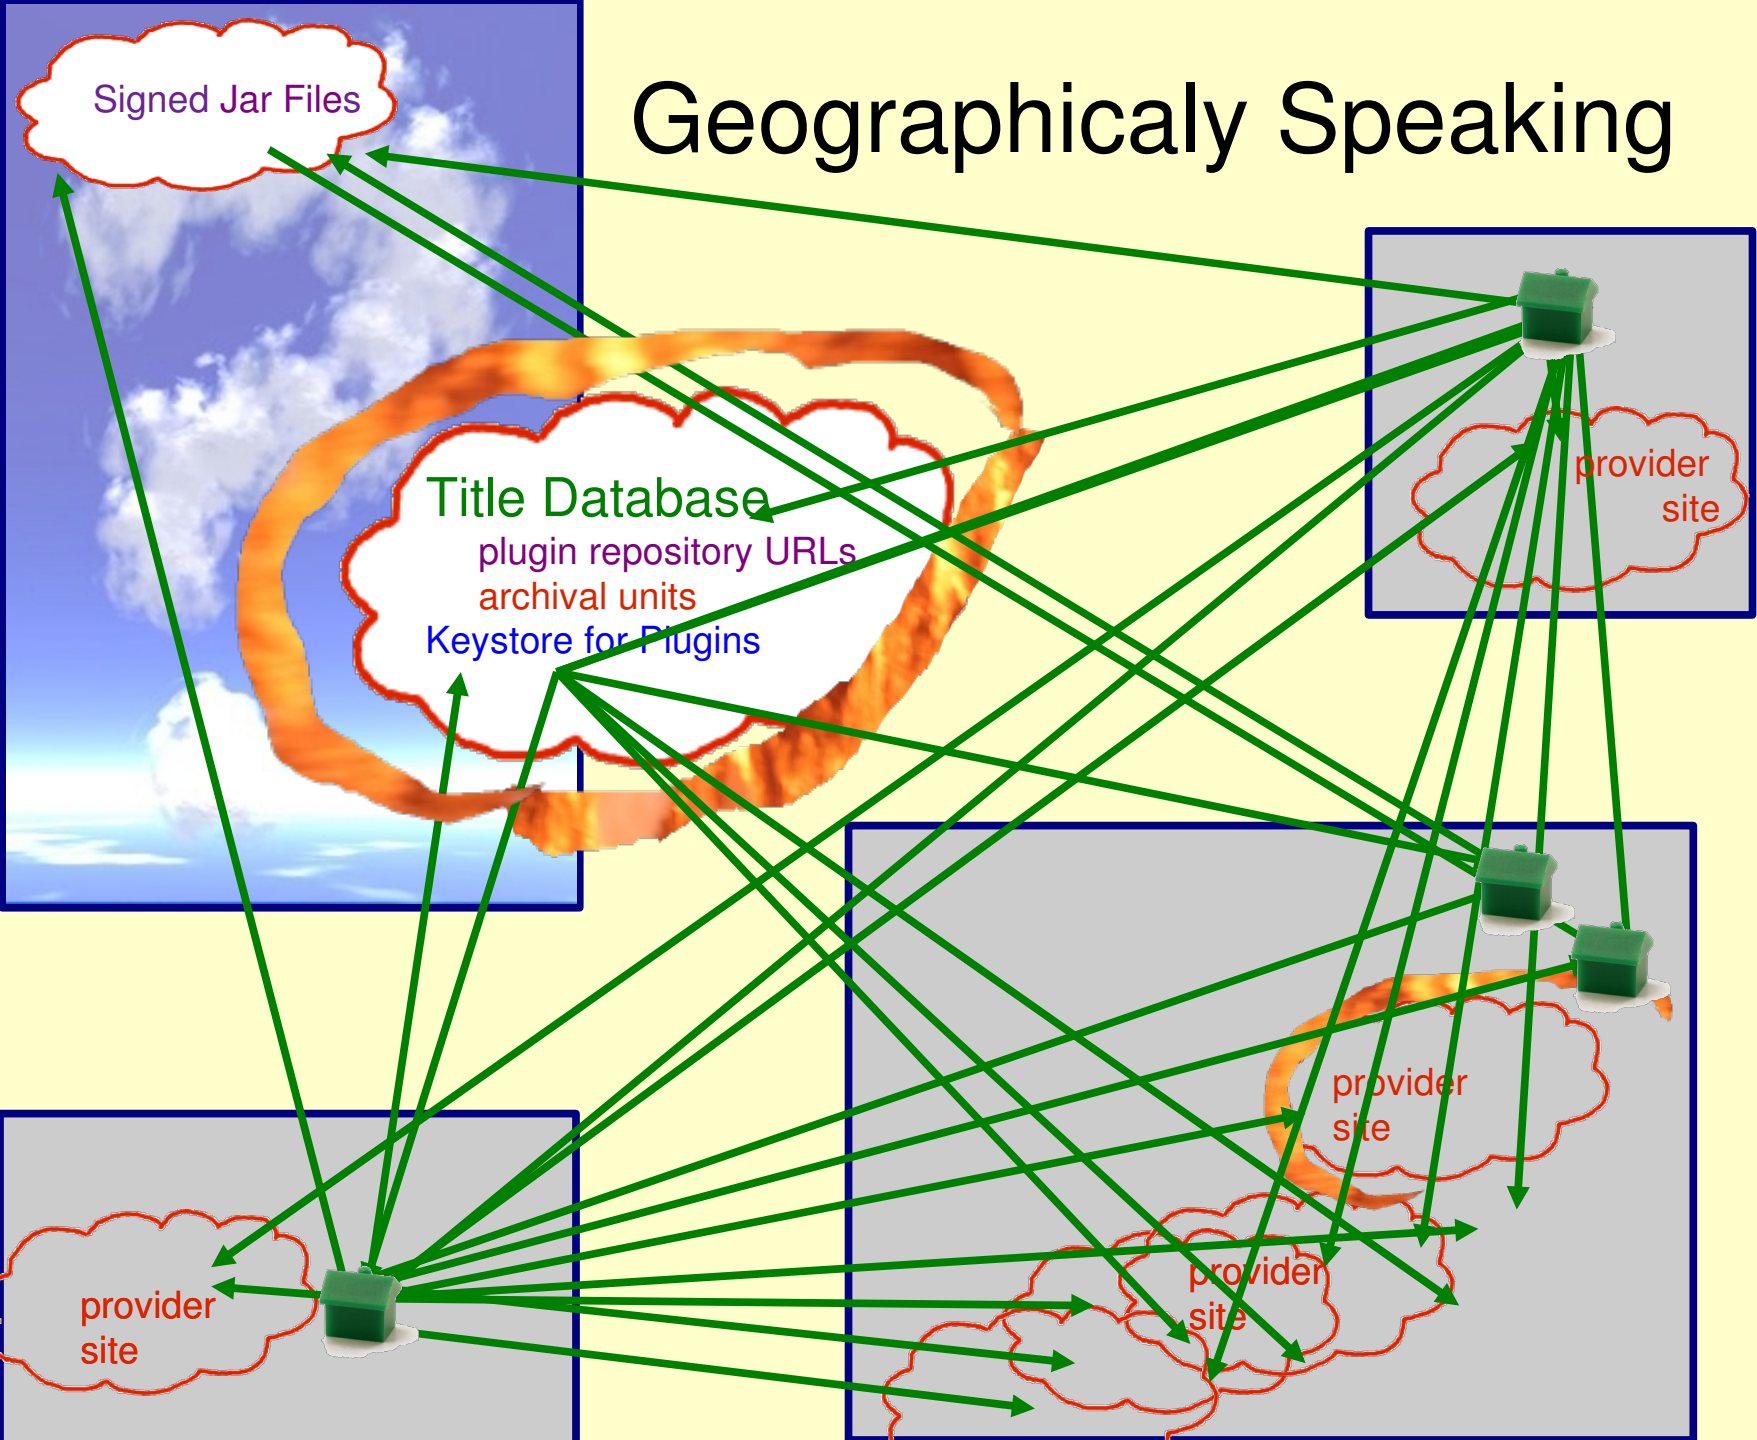 Geographicaly Speaking
Signed Jar Files
Title Database
plugin repository URLs
archival units
Keystore for Plugins
provider
site
provider
site
provider
site
provider
site